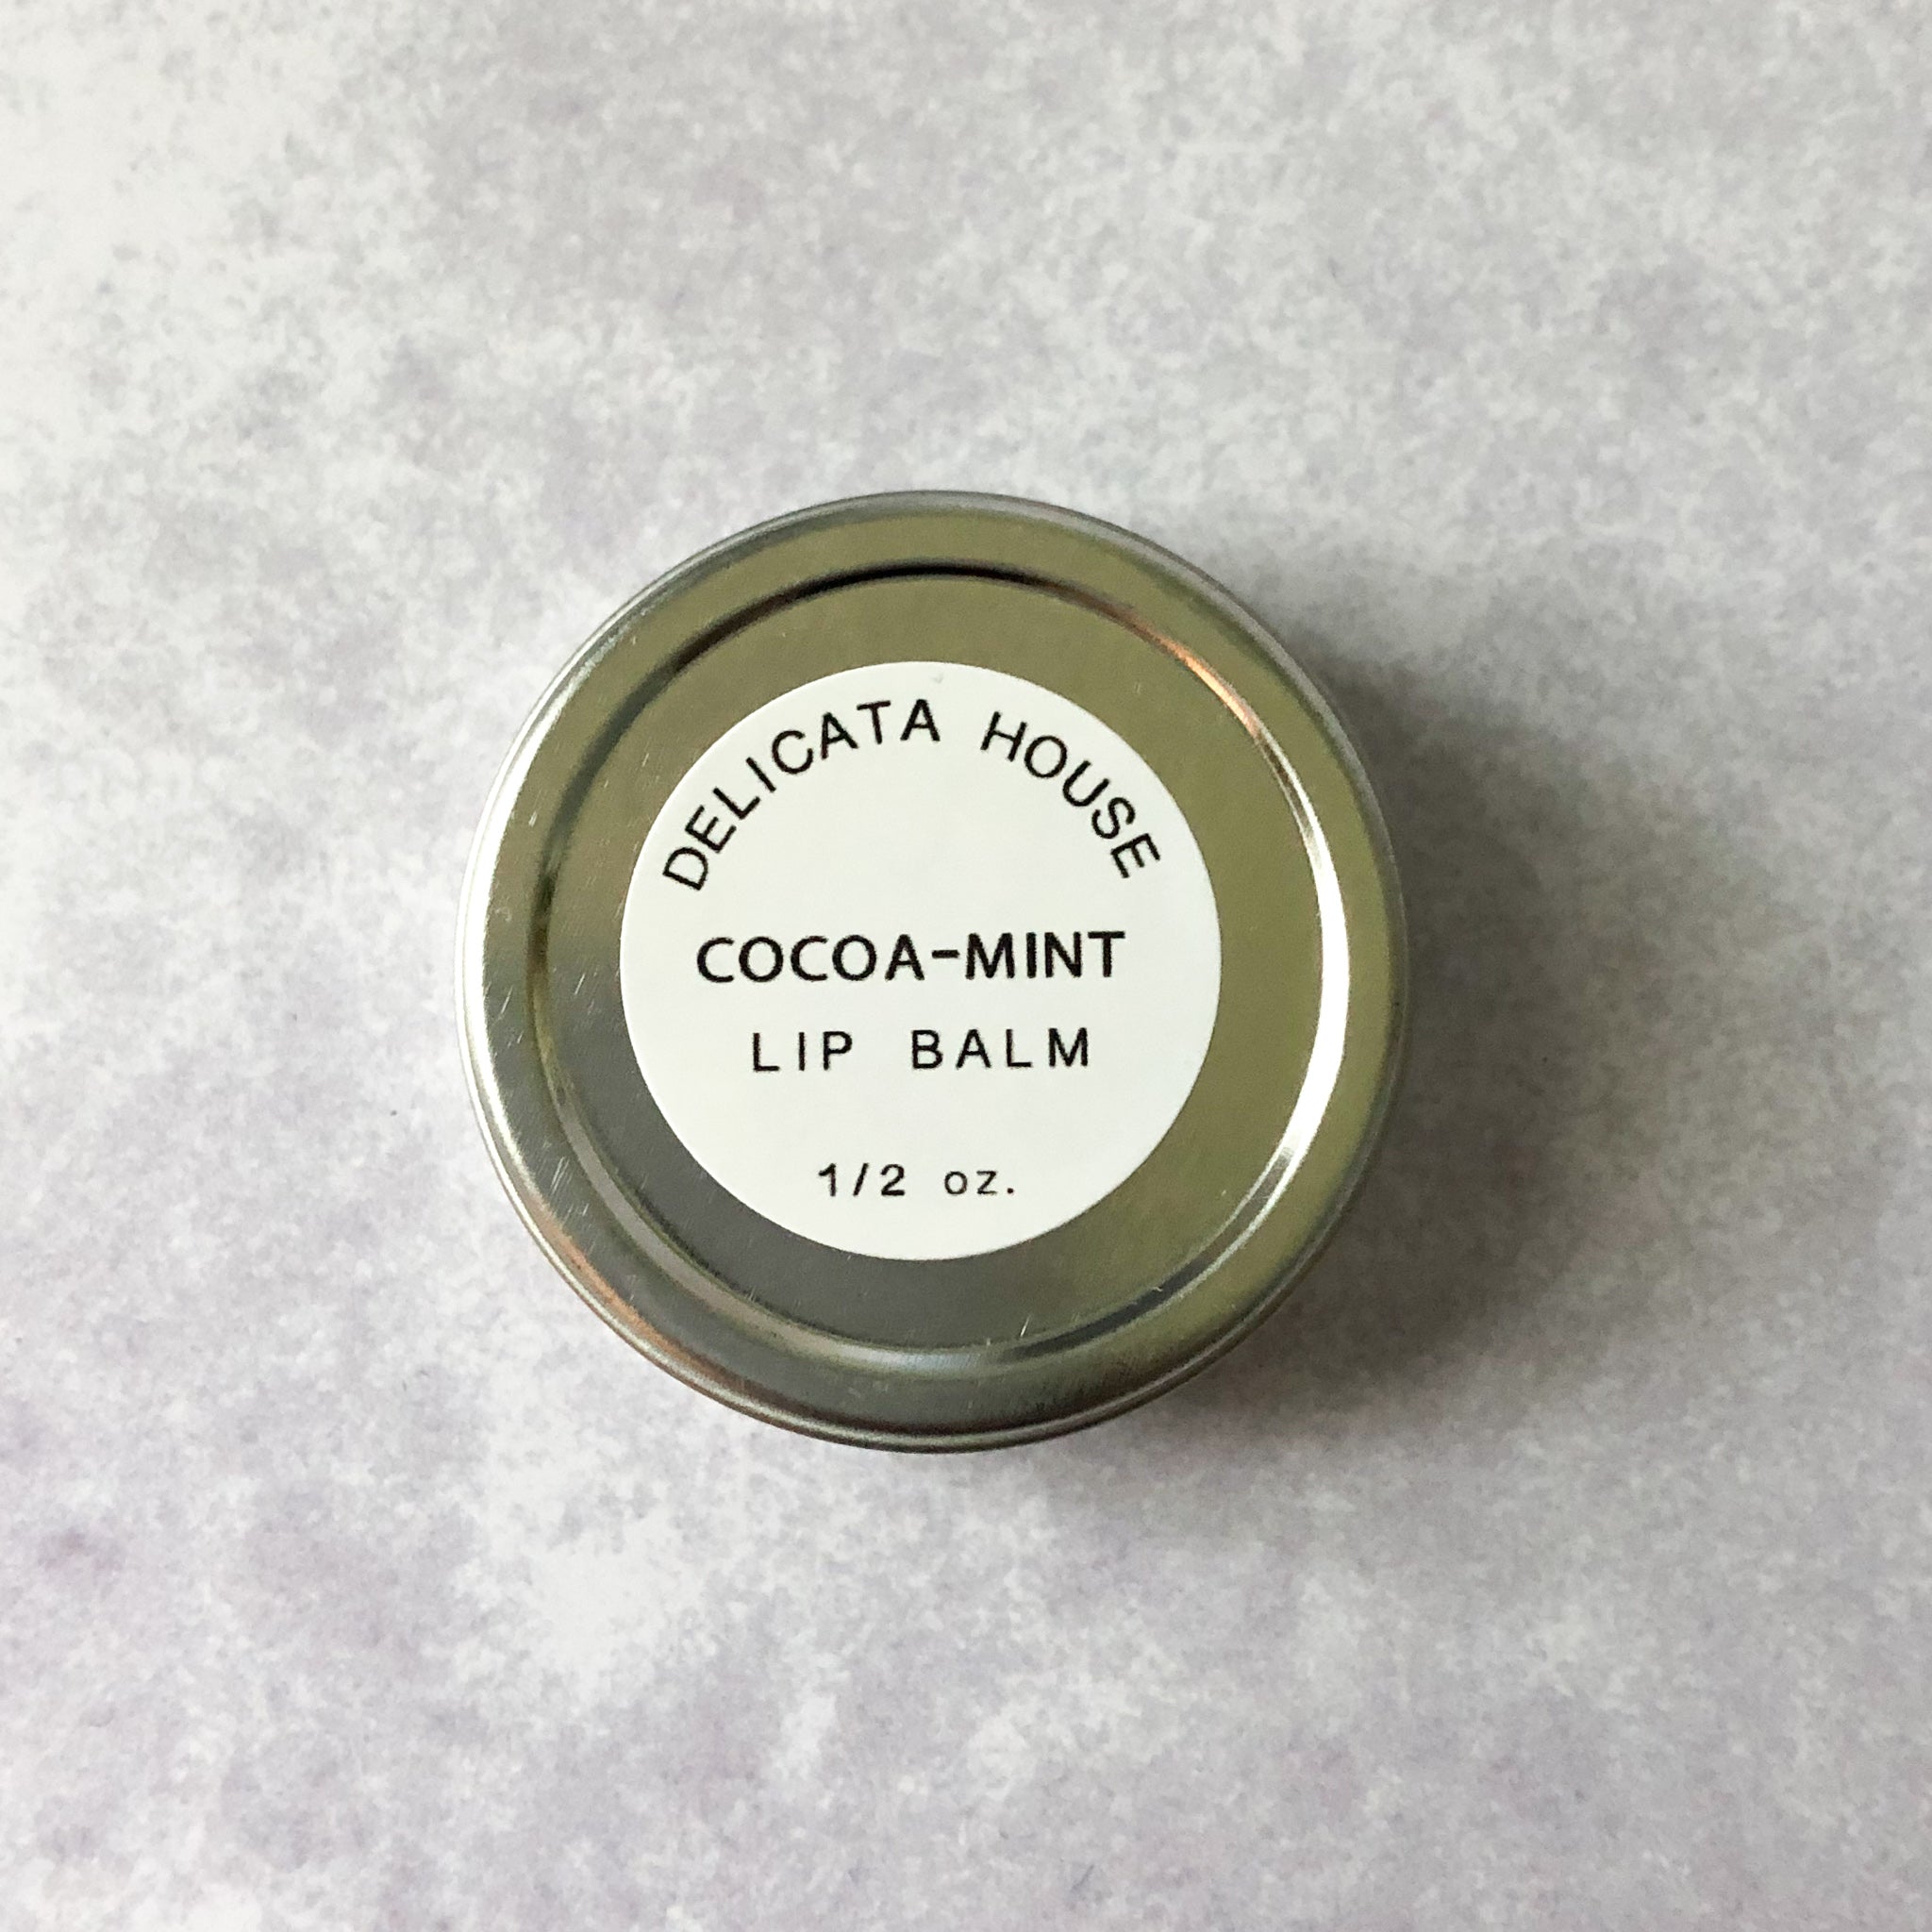 DELICATA HOUSE
COCOA-MINT
LIP BALM
1/2 oz.